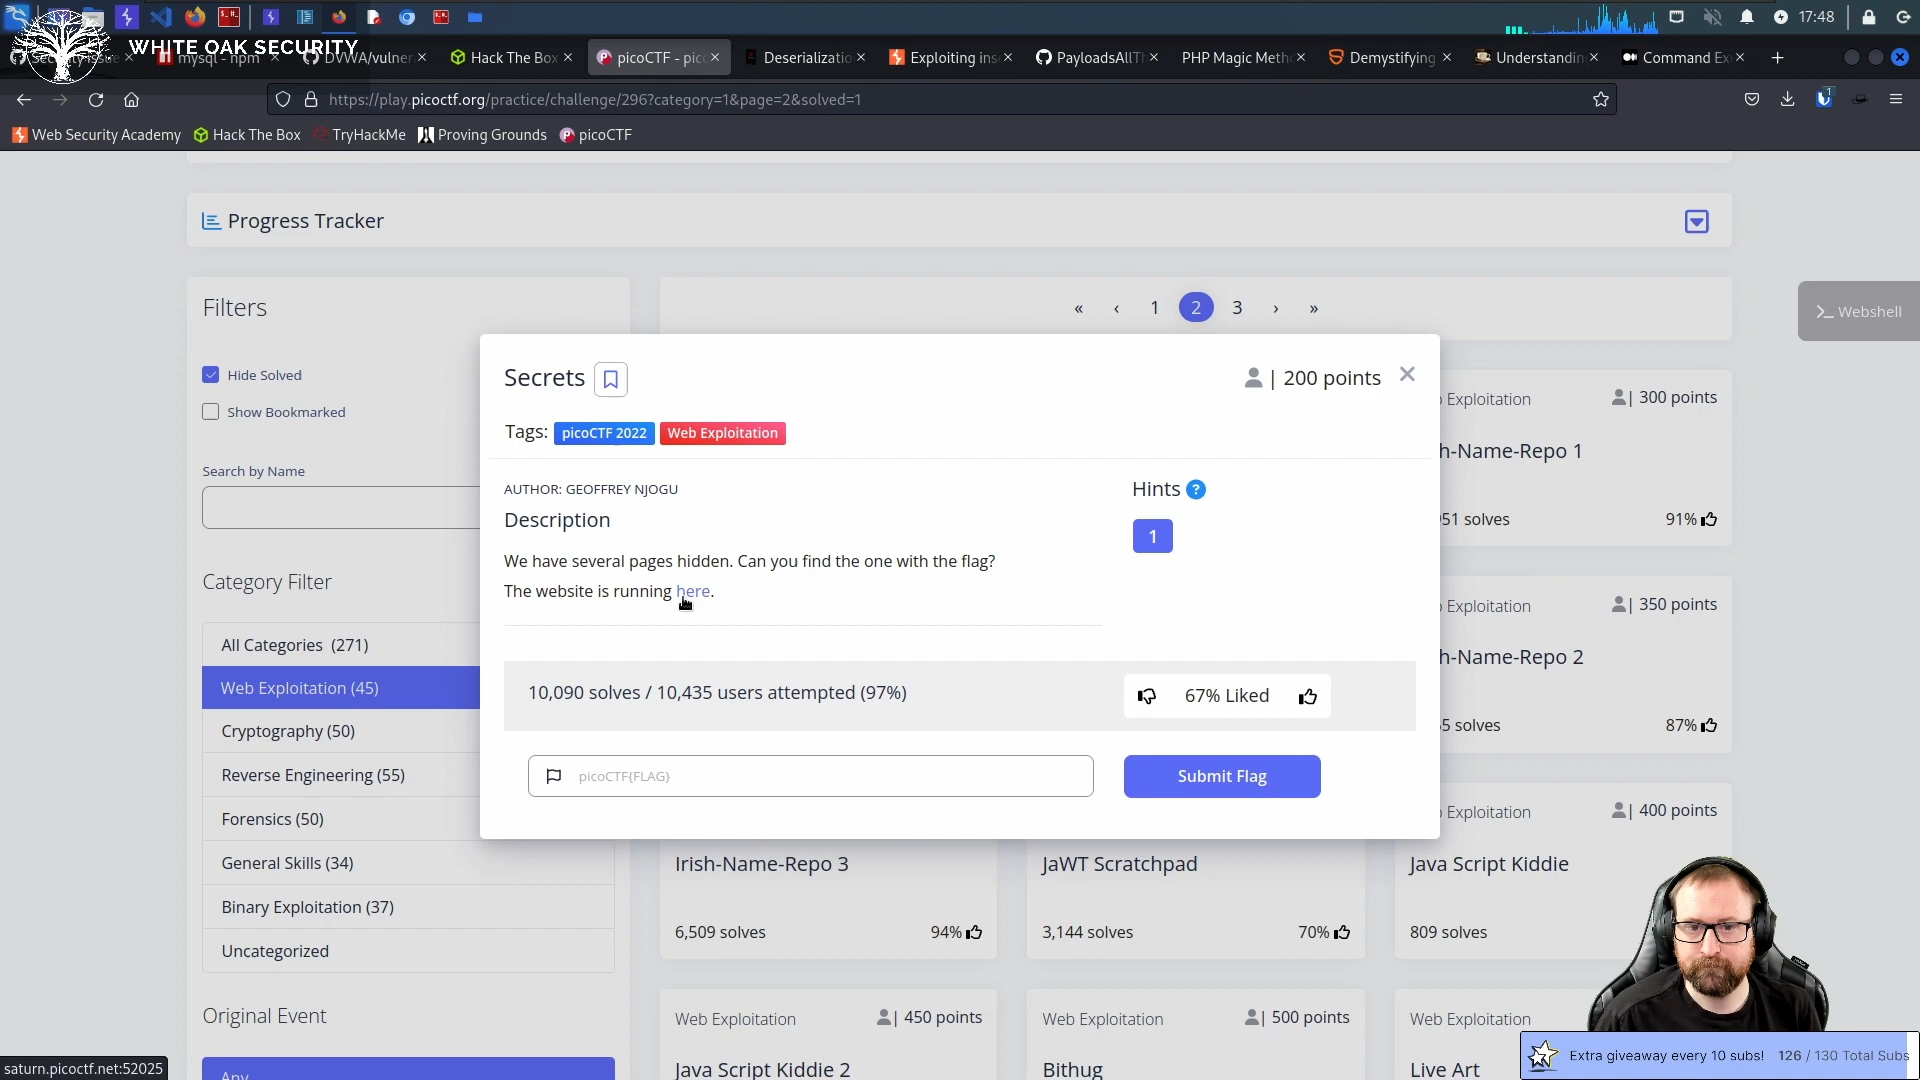 17:48
WHITE OAK SECURITY
mysql - npm
DVWA/vulner
Hack The Box
picoCTF - pic
Deserializatio
Exploiting ins
PayloadsAllTh
PHP Magic Meth
Demystifying
Understandin
Command Ex
https://play.picoctf.org/practice/challenge/296?category=1&page=2&solved=1
1
Web Security Academy
Hack The Box
TryHackMe
Proving Grounds
picoCTF
Progress Tracker
Filters
« ‹ 1 2 3 › »
>_ Webshell
Hide Solved
Show Bookmarked
Search by Name
Secrets
| 200 points
Tags: picoCTF 2022 Web Exploitation
AUTHOR: GEOFFREY NJOGU
Description
We have several pages hidden. Can you find the one with the flag?
The website is running here.
Hints ?
1
10,090 solves / 10,435 users attempted (97%)
67% Liked
picoCTF{FLAG}
Submit Flag
Exploitation
| 300 points
h-Name-Repo 1
51 solves
91%
Exploitation
| 350 points
h-Name-Repo 2
5 solves
87%
Category Filter
All Categories (271)
Web Exploitation (45)
Cryptography (50)
Reverse Engineering (55)
Forensics (50)
General Skills (34)
Binary Exploitation (37)
Uncategorized
Original Event
Any
Irish-Name-Repo 3
6,509 solves
94%
JaWT Scratchpad
3,144 solves
70%
Exploitation
| 400 points
Java Script Kiddie
809 solves
Web Exploitation
| 450 points
Java Script Kiddie 2
Web Exploitation
| 500 points
Bithug
Web Exploitation
Live Art
Extra giveaway every 10 subs! 126 / 130 Total Subs
saturn.picoctf.net:52025